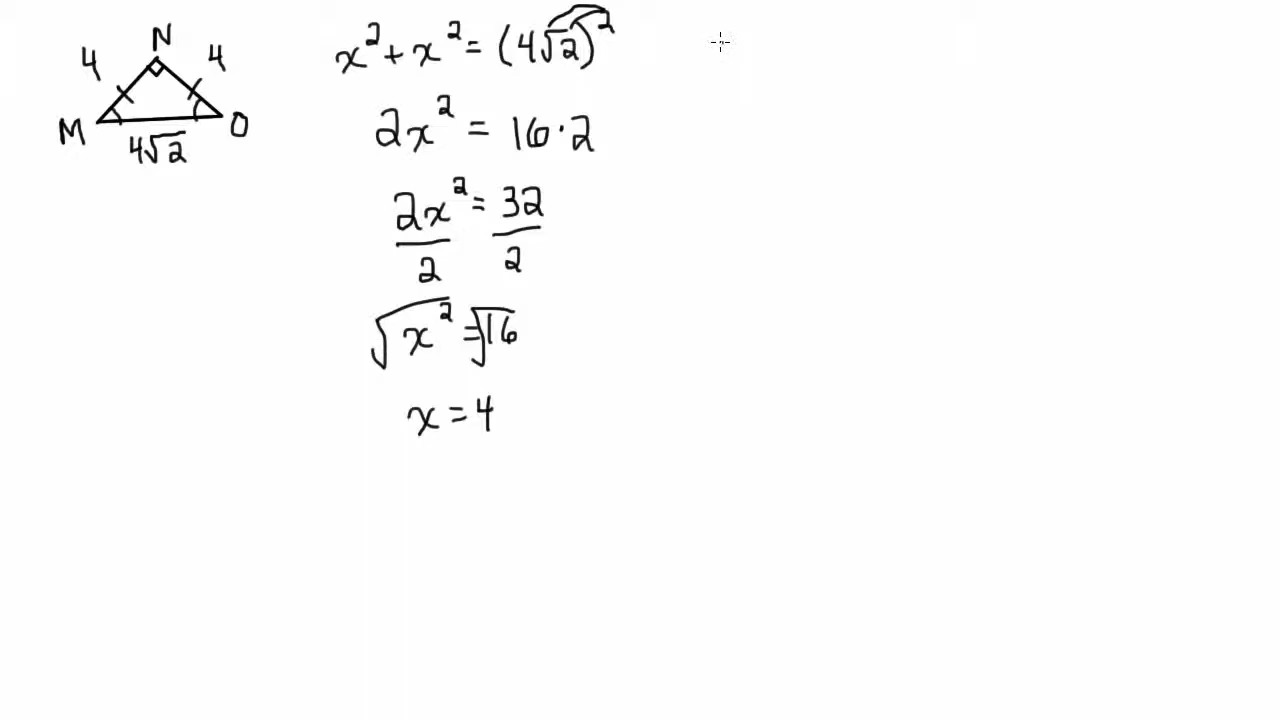 N
4 4
M O
4√2
x² + x² = (4√2)²
2x² = 16·2
2x² = 32
2 2
√x² = √16
x = 4